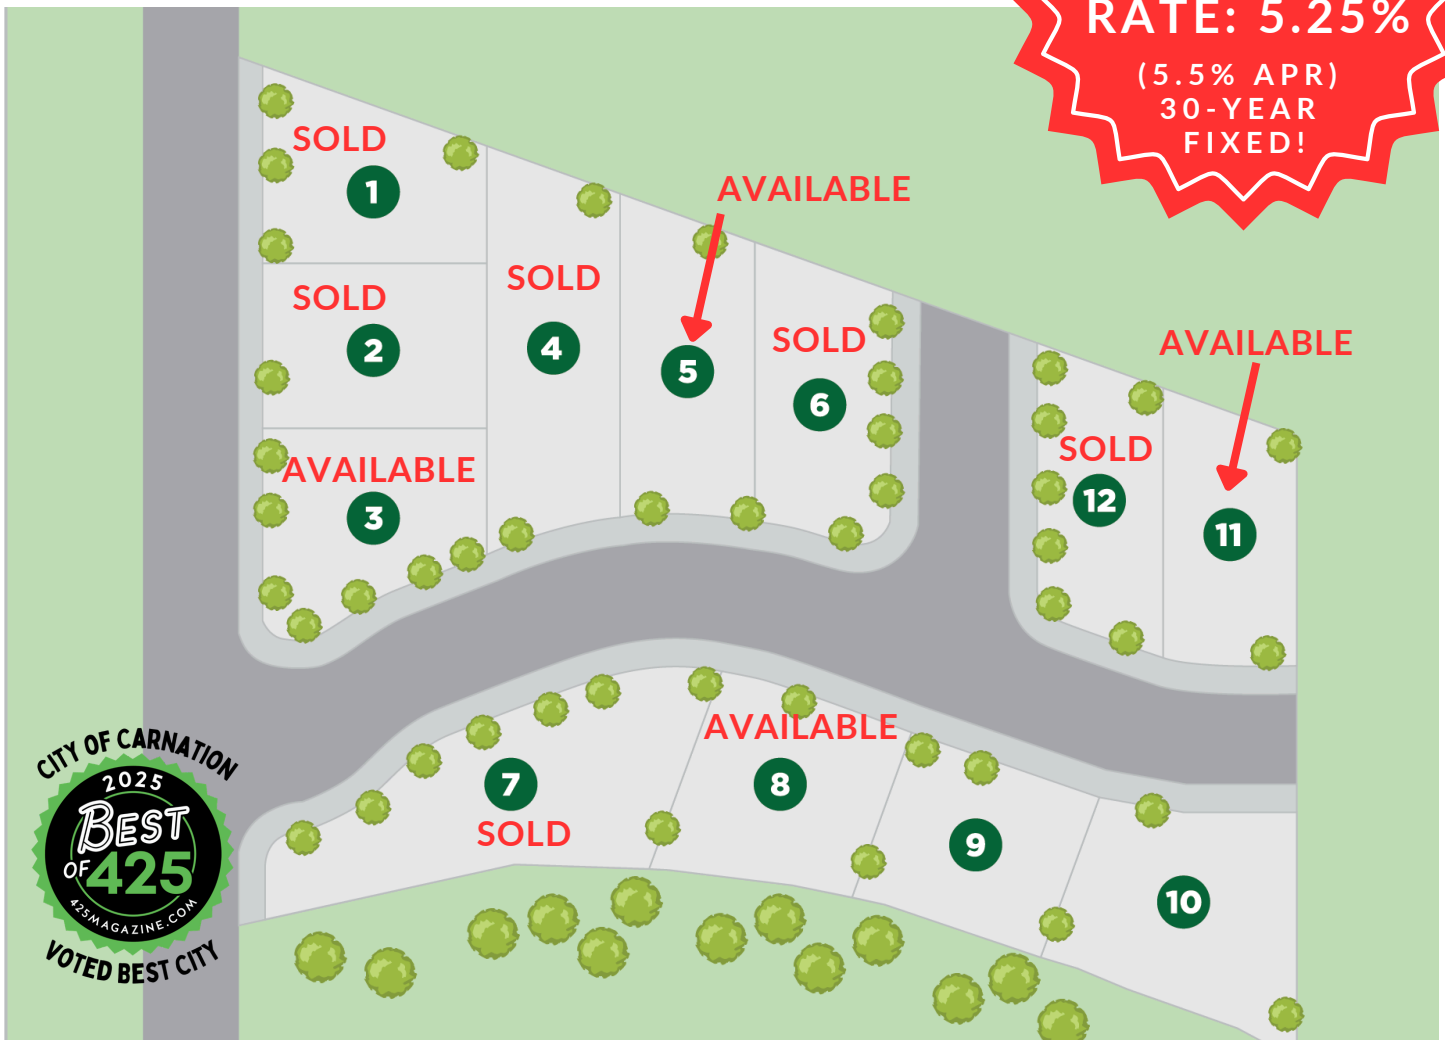 RATE: 5.25%
(5.5% APR)
30-YEAR
FIXED!
SOLD
1
SOLD
2
AVAILABLE
3
SOLD
4
AVAILABLE
5
SOLD
6
AVAILABLE
11
SOLD
12
7
SOLD
AVAILABLE
8
9
10
CITY OF CARNATION
2025
BEST
OF 425
425MAGAZINE.COM
VOTED BEST CITY